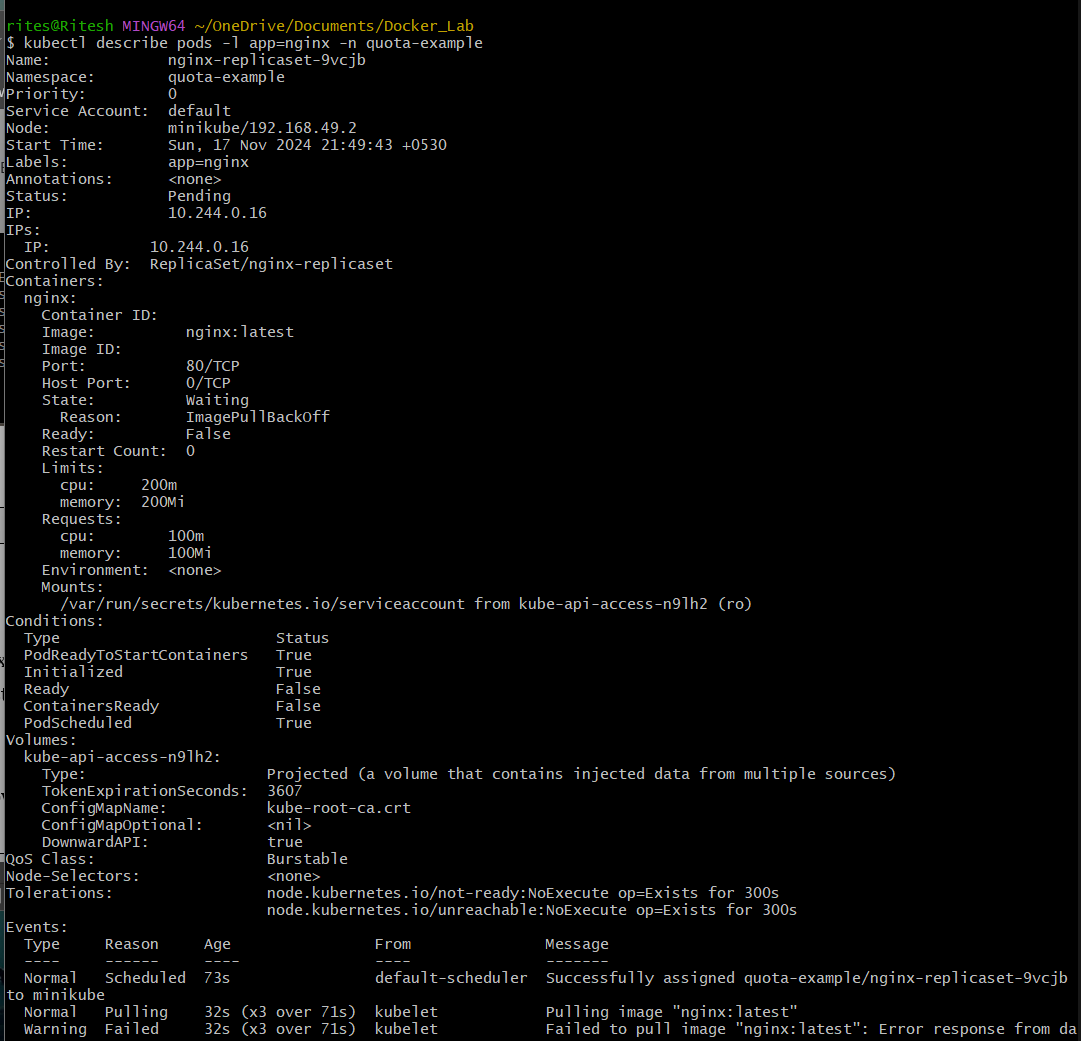 rites@Ritesh MINGW64 ~/OneDrive/Documents/Docker_Lab
$ kubectl describe pods -l app=nginx -n quota-example
Name:             nginx-replicaset-9vcjb
Namespace:        quota-example
Priority:         0
Service Account:  default
Node:             minikube/192.168.49.2
Start Time:       Sun, 17 Nov 2024 21:49:43 +0530
Labels:           app=nginx
Annotations:      <none>
Status:           Pending
IP:               10.244.0.16
IPs:
  IP:           10.244.0.16
Controlled By:  ReplicaSet/nginx-replicaset
Containers:
  nginx:
    Container ID:
    Image:          nginx:latest
    Image ID:
    Port:           80/TCP
    Host Port:      0/TCP
    State:          Waiting
      Reason:       ImagePullBackOff
    Ready:          False
    Restart Count:  0
    Limits:
      cpu:     200m
      memory:  200Mi
    Requests:
      cpu:        100m
      memory:     100Mi
    Environment:  <none>
    Mounts:
      /var/run/secrets/kubernetes.io/serviceaccount from kube-api-access-n9lh2 (ro)
Conditions:
  Type                        Status
  PodReadyToStartContainers   True
  Initialized                 True
  Ready                       False
  ContainersReady             False
  PodScheduled                True
Volumes:
  kube-api-access-n9lh2:
    Type:                    Projected (a volume that contains injected data from multiple sources)
    TokenExpirationSeconds:  3607
    ConfigMapName:           kube-root-ca.crt
    ConfigMapOptional:       <nil>
    DownwardAPI:             true
QoS Class:                   Burstable
Node-Selectors:              <none>
Tolerations:                 node.kubernetes.io/not-ready:NoExecute op=Exists for 300s
                             node.kubernetes.io/unreachable:NoExecute op=Exists for 300s
Events:
  Type     Reason     Age                From               Message
  ----     ------     ----               ----               -------
  Normal   Scheduled  73s                default-scheduler  Successfully assigned quota-example/nginx-replicaset-9vcjb
to minikube
  Normal   Pulling    32s (x3 over 71s)  kubelet            Pulling image "nginx:latest"
  Warning  Failed     32s (x3 over 71s)  kubelet            Failed to pull image "nginx:latest": Error response from da